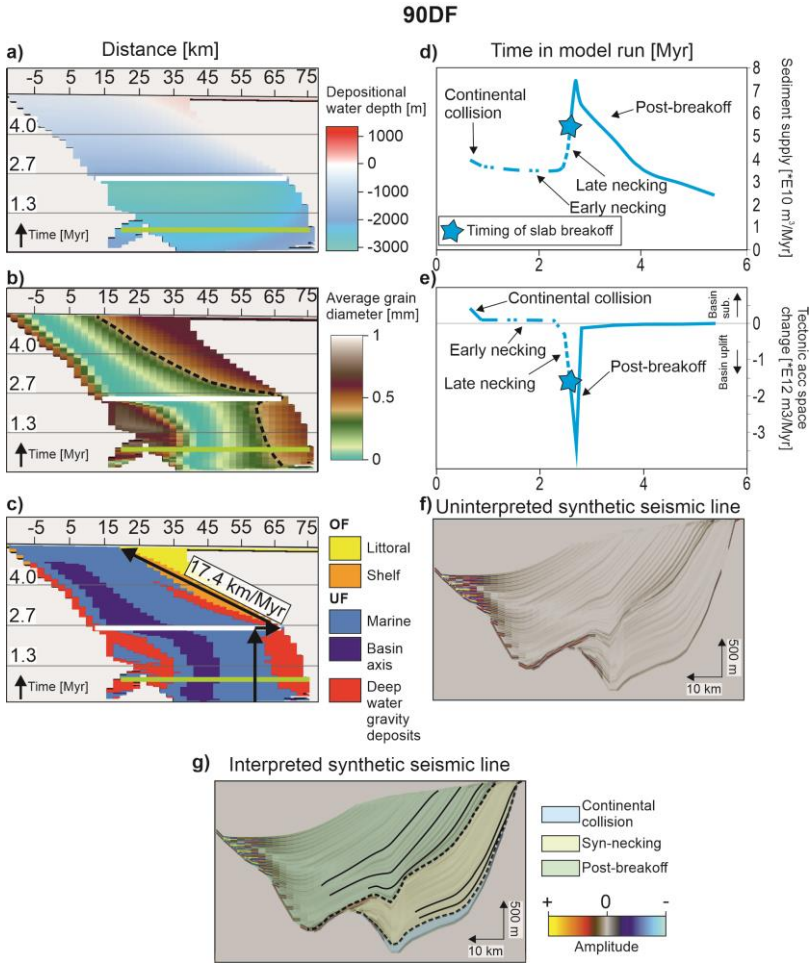 90DF
a) Distance [km]
-5 5 15 25 35 45 55 65 75
4.0
2.7
1.3
Time [Myr]
Depositional
water depth [m]
1000
0
-1000
-2000
-3000
b)
-5 5 15 25 35 45 55 65 75
4.0
2.7
1.3
Time [Myr]
Average grain
diameter [mm]
1
0
c)
-5 5 15 25 35 45 55 65 75
4.0
2.7
1.3
Time [Myr]
17.4 km/Myr
OF
Littoral
Shelf
UF
Marine
Basin
axis
Deep
water
gravity
deposits
d) Time in model run [Myr]
0 2 4 6
Continental
collision
Post-breakoff
Late necking
Early necking
Timing of slab breakoff
8
7
6
5
4
3
2
1
0
Sediment supply
[*E10 m³/Myr]
e)
Continental collision
Early necking
Late necking
Post-breakoff
Basin
sub.
Basin uplift
0
-1
-2
-3
Tectonic acc space
change [*E12 m3/Myr]
0 2 4 6
f) Uninterpreted synthetic seismic line
500 m
10 km
g) Interpreted synthetic seismic line
500 m
10 km
Continental
collision
Syn-necking
Post-breakoff
+ 0 -
Amplitude